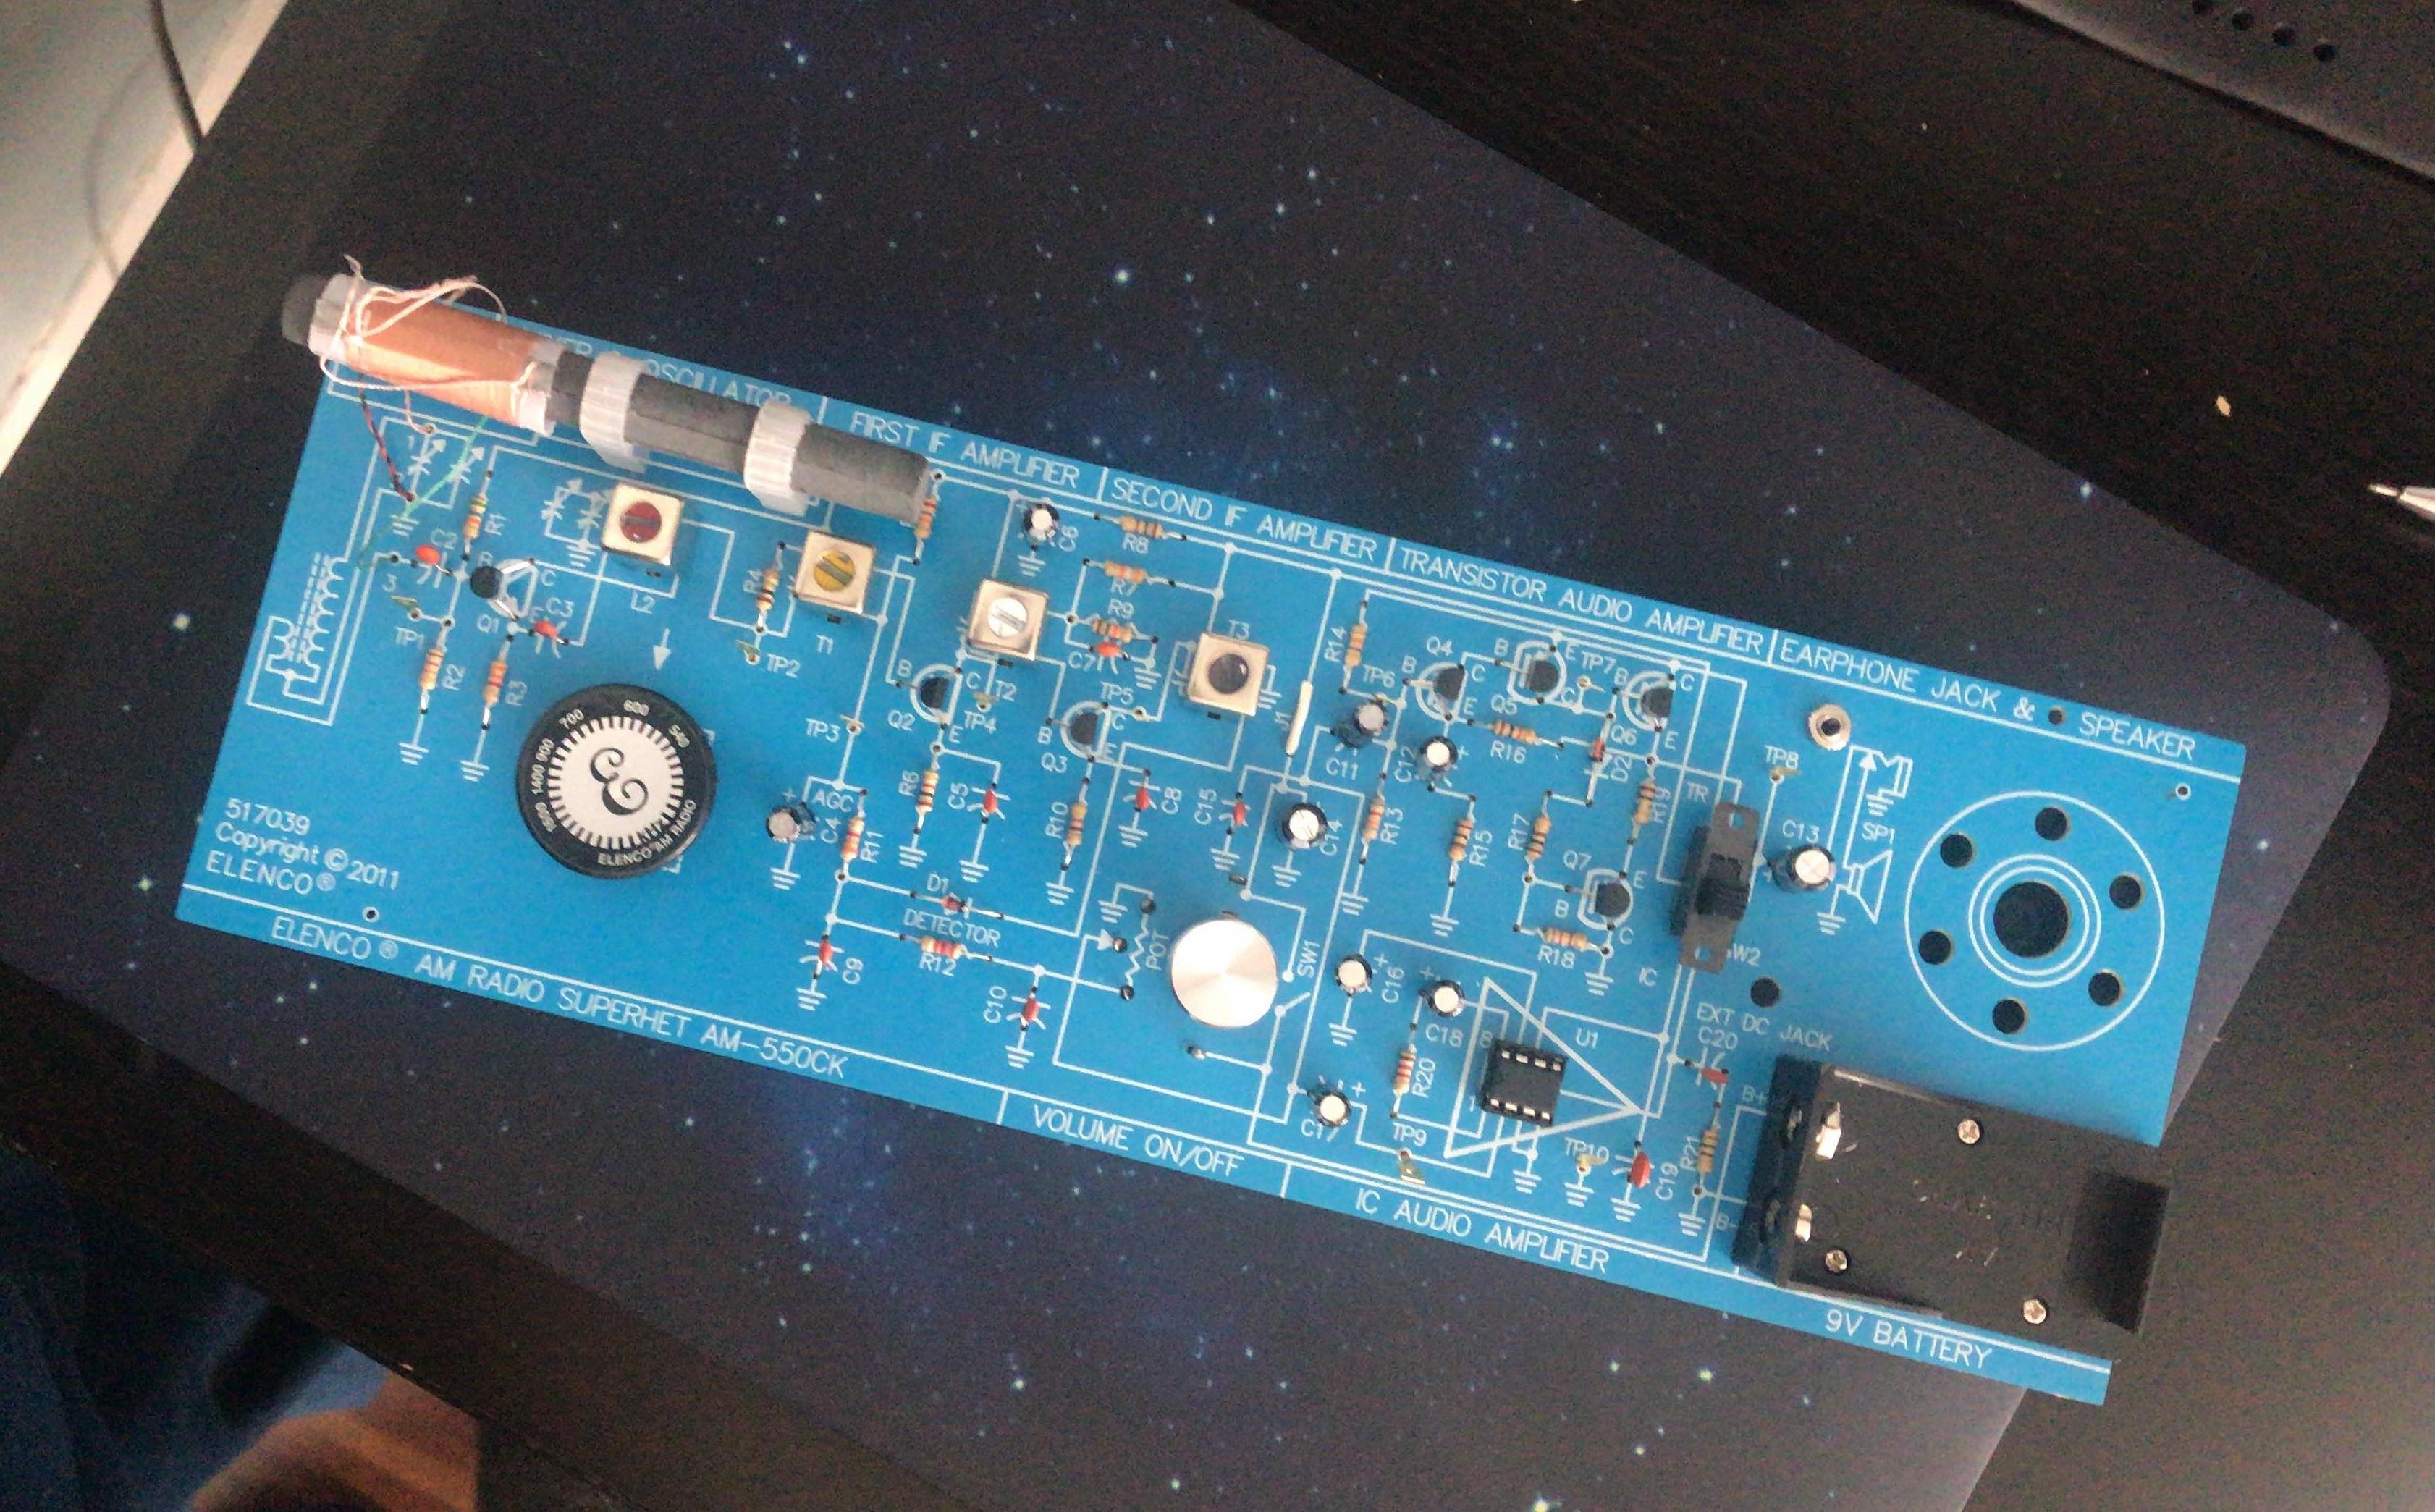 OSCILLATOR
FIRST IF AMPLIFIER
SECOND IF AMPLIFIER
TRANSISTOR AUDIO AMPLIFIER
EARPHONE JACK & SPEAKER
1
R1
C2
B
C
3
Q1
E
C3
TP1
R2
R3
L2
R4
T1
TP2
700
600
540
900
1400
1600
KHz
ELENCO® AM RADIO
517039
Copyright © 2011
ELENCO®
C6
R8
R7
R9
C7
T3
B
C
T2
Q2
TP4
E
TP3
TP5
C
B
Q3
E
R6
C5
AGC
+
C4
R11
R10
C8
C15
C14
D1
DETECTOR
R12
C9
C10
POT
SW1
J1
R14
TP6
Q4
B
C
E
B
E
Q5
C
TP7
B
C
Q6
E
C11
C12
+
R16
D2
R19
R13
R15
R17
Q7
E
B
C
R18
TR
IC
SW2
TP8
C13
SP1
+
C16
+
C18
8
U1
R20
C17
+
TP9
TP10
C19
R21
EXT DC JACK
C20
B+
B-
ELENCO® AM RADIO SUPERHET AM-550CK
VOLUME ON/OFF
IC AUDIO AMPLIFIER
9V BATTERY